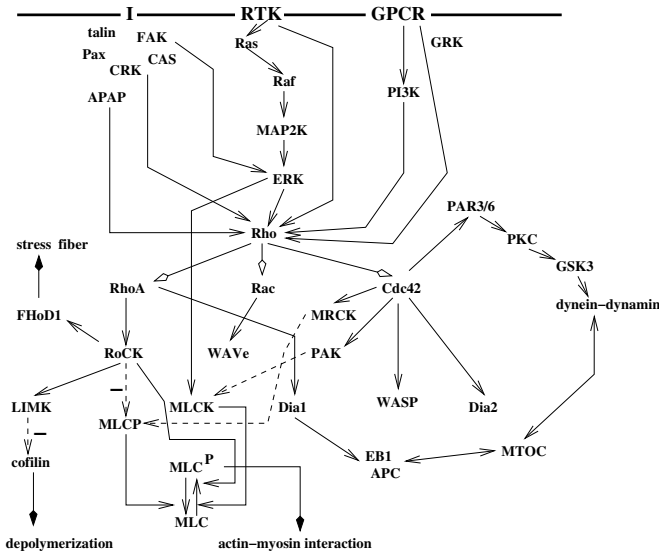 I RTK GPCR
talin FAK Ras GRK
Pax CAS
CRK Raf
APAP PI3K
MAP2K
ERK
PAR3/6
Rho PKC
stress fiber
GSK3
RhoA Rac Cdc42
dynein-dynamin
FHoD1 MRCK
RoCK WAVe PAK
LIMK MLCK Dia1 WASP Dia2
MLCP
MTOC
cofilin MLC P EB1
APC
MLC
depolymerization actin-myosin interaction